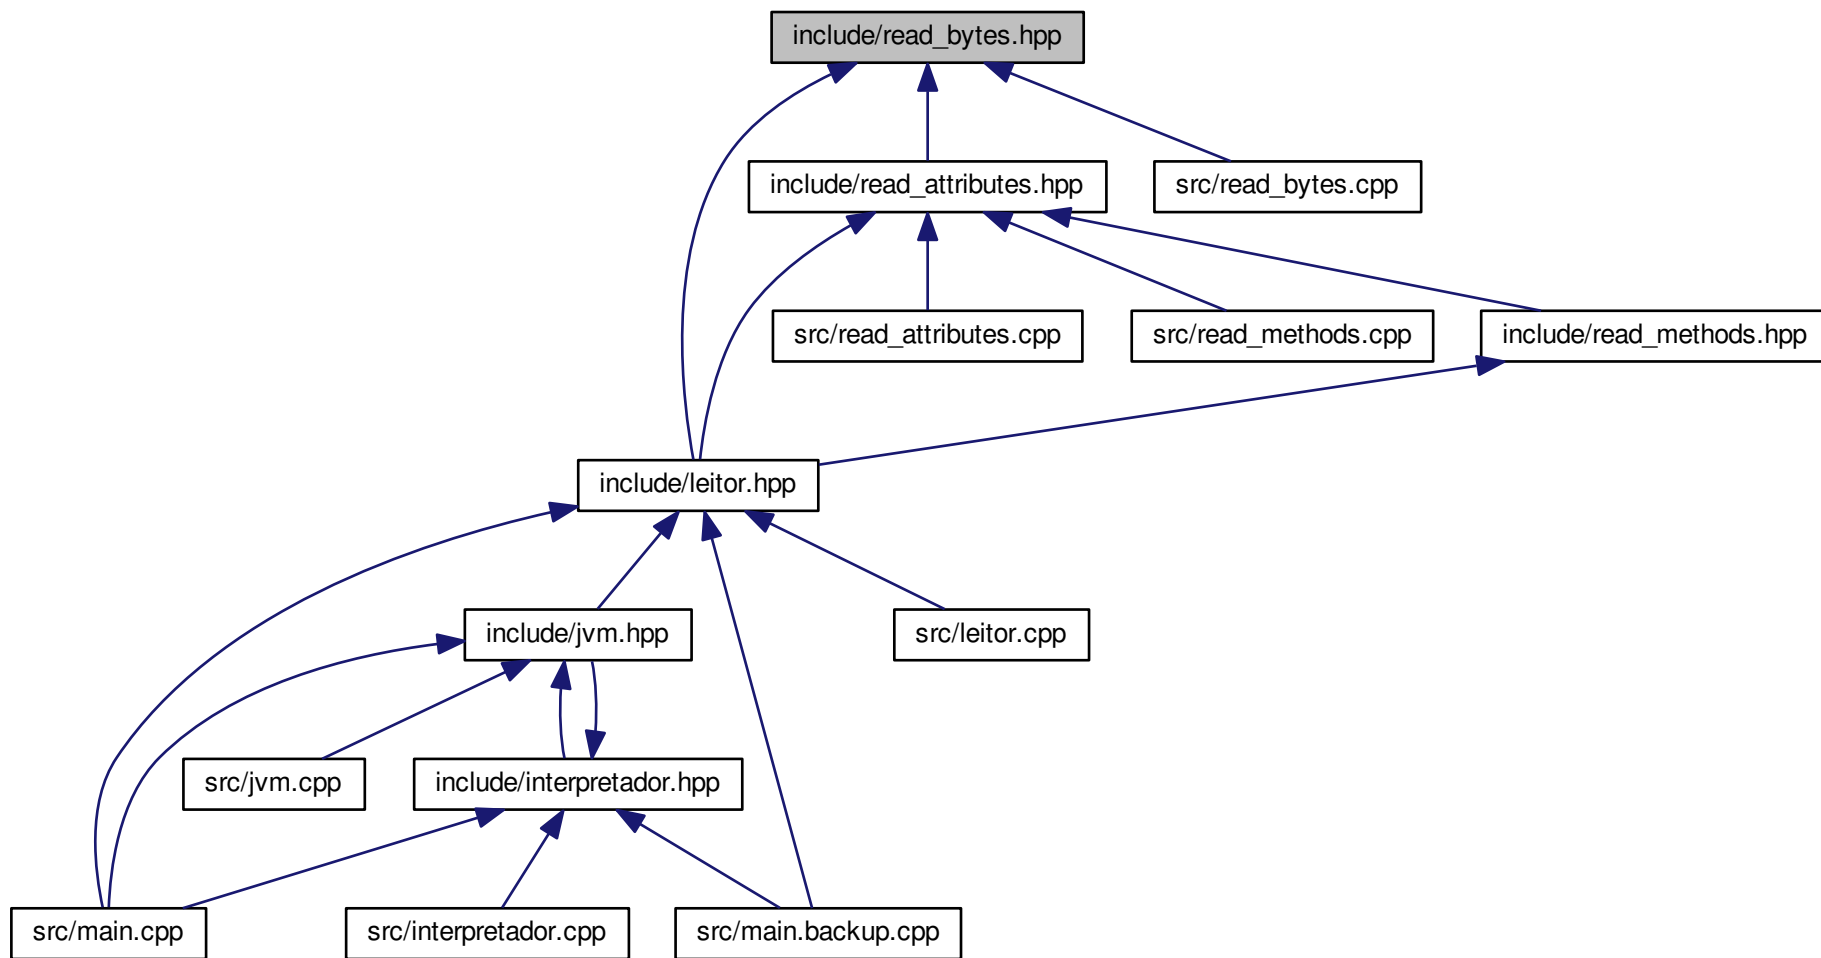 include/read_bytes.hpp
include/read_attributes.hpp
src/read_bytes.cpp
src/read_attributes.cpp
src/read_methods.cpp
include/read_methods.hpp
include/leitor.hpp
include/jvm.hpp
src/leitor.cpp
src/jvm.cpp
include/interpretador.hpp
src/main.cpp
src/interpretador.cpp
src/main.backup.cpp